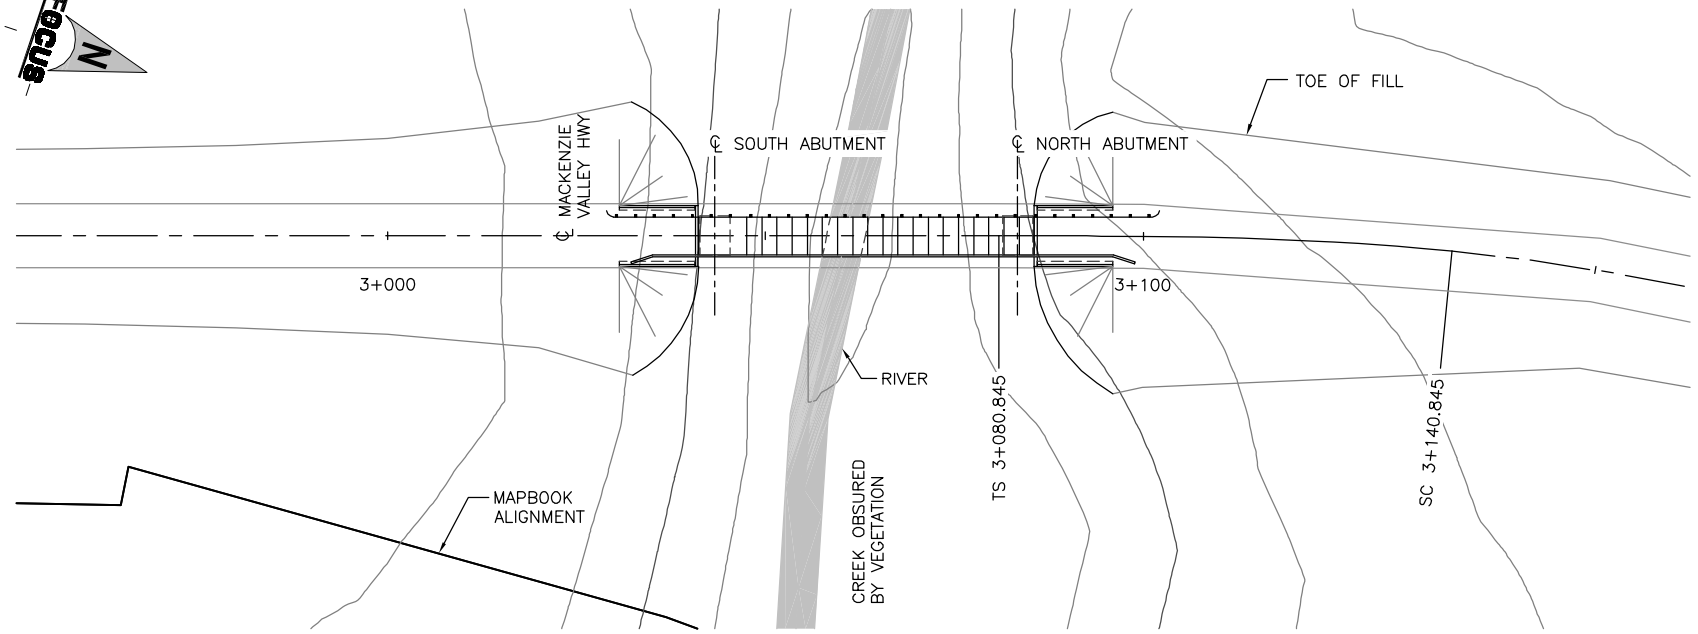 FOCUS
N
TOE OF FILL
℄ MACKENZIE
VALLEY HWY
℄ SOUTH ABUTMENT
℄ NORTH ABUTMENT
3+000
3+100
RIVER
TS 3+080.845
SC 3+140.845
MAPBOOK
ALIGNMENT
CREEK OBSURED
BY VEGETATION